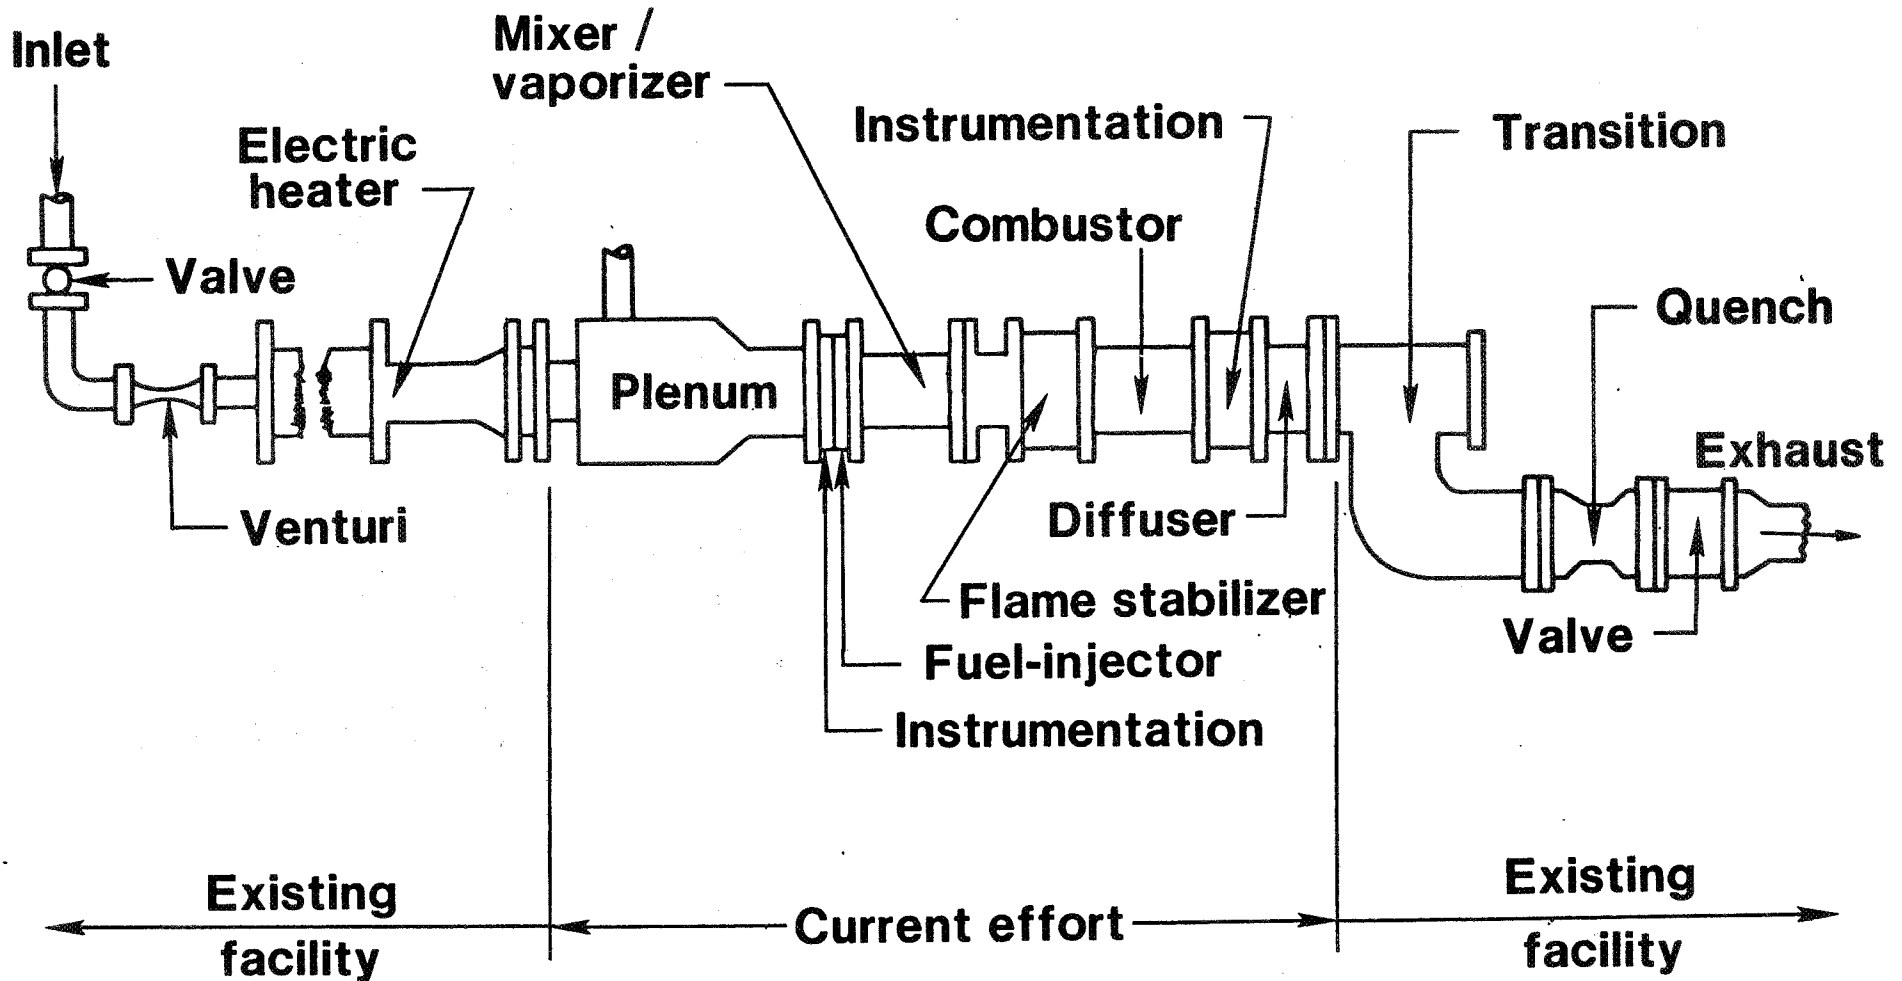 Inlet
Mixer /
vaporizer
Electric
heater
Instrumentation
Transition
Combustor
Valve
Quench
Plenum
Exhaust
Venturi
Diffuser
Flame stabilizer
Valve
Fuel-injector
Instrumentation
Existing
facility
Current effort
Existing
facility